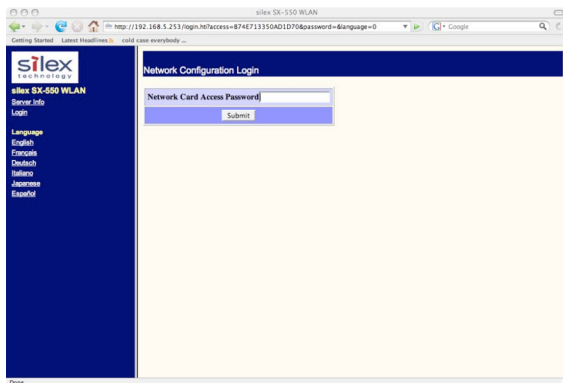 silex SX-550 WLAN
http://192.168.5.253/login.htl?access=874E713350AD1D70&password=&language=0
Google
Getting Started Latest Headlines cold case everybody ...
silex
technology
silex SX-550 WLAN
Server Info
Login
Language
English
Français
Deutsch
Italiano
Japanese
Español
Network Configuration Login
Network Card Access Password
Submit
Done